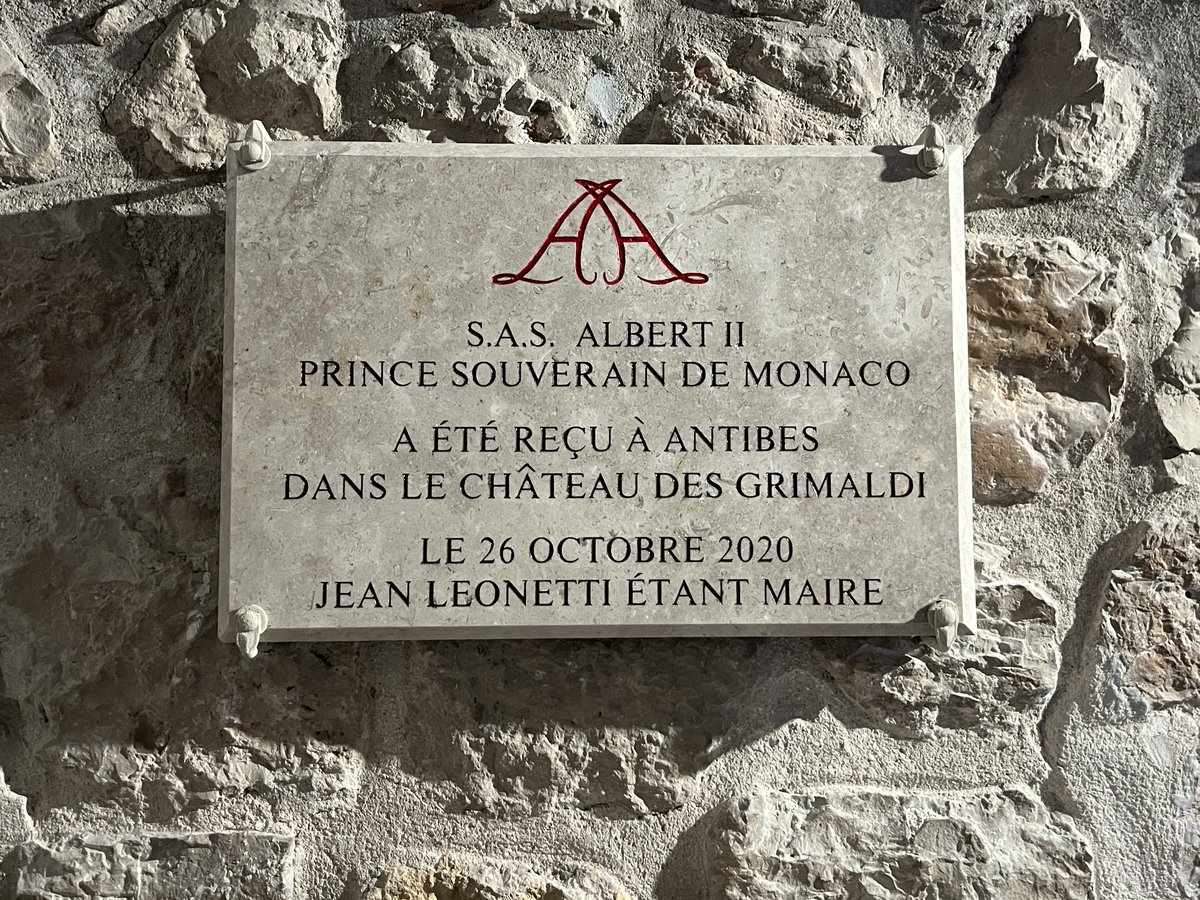 S.A.S. ALBERT II
PRINCE SOUVERAIN DE MONACO
A ÉTÉ REÇU À ANTIBES
DANS LE CHÂTEAU DES GRIMALDI
LE 26 OCTOBRE 2020
JEAN LEONETTI ÉTANT MAIRE